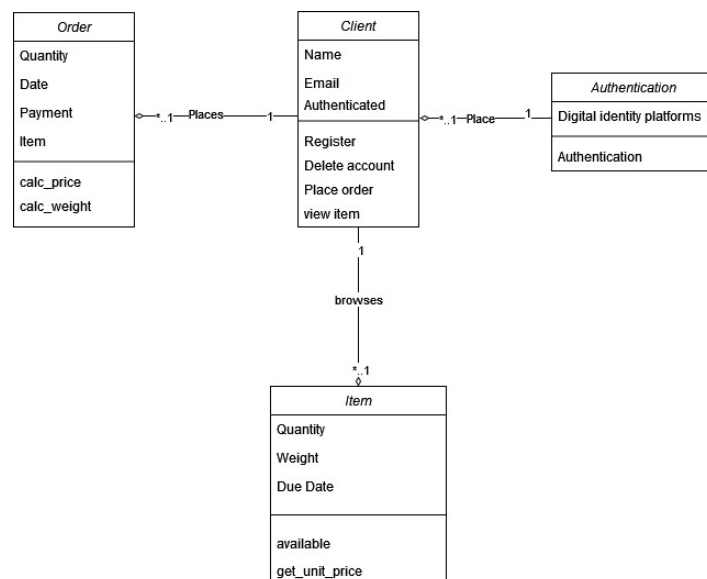 Order
Quantity
Date
Payment
Item
calc_price
calc_weight
*..1 Places 1
Client
Name
Email
Authenticated
Register
Delete account
Place order
view item
*..1 Place 1
Authentication
Digital identity platforms
Authentication
1
browses
*..1
Item
Quantity
Weight
Due Date
available
get_unit_price